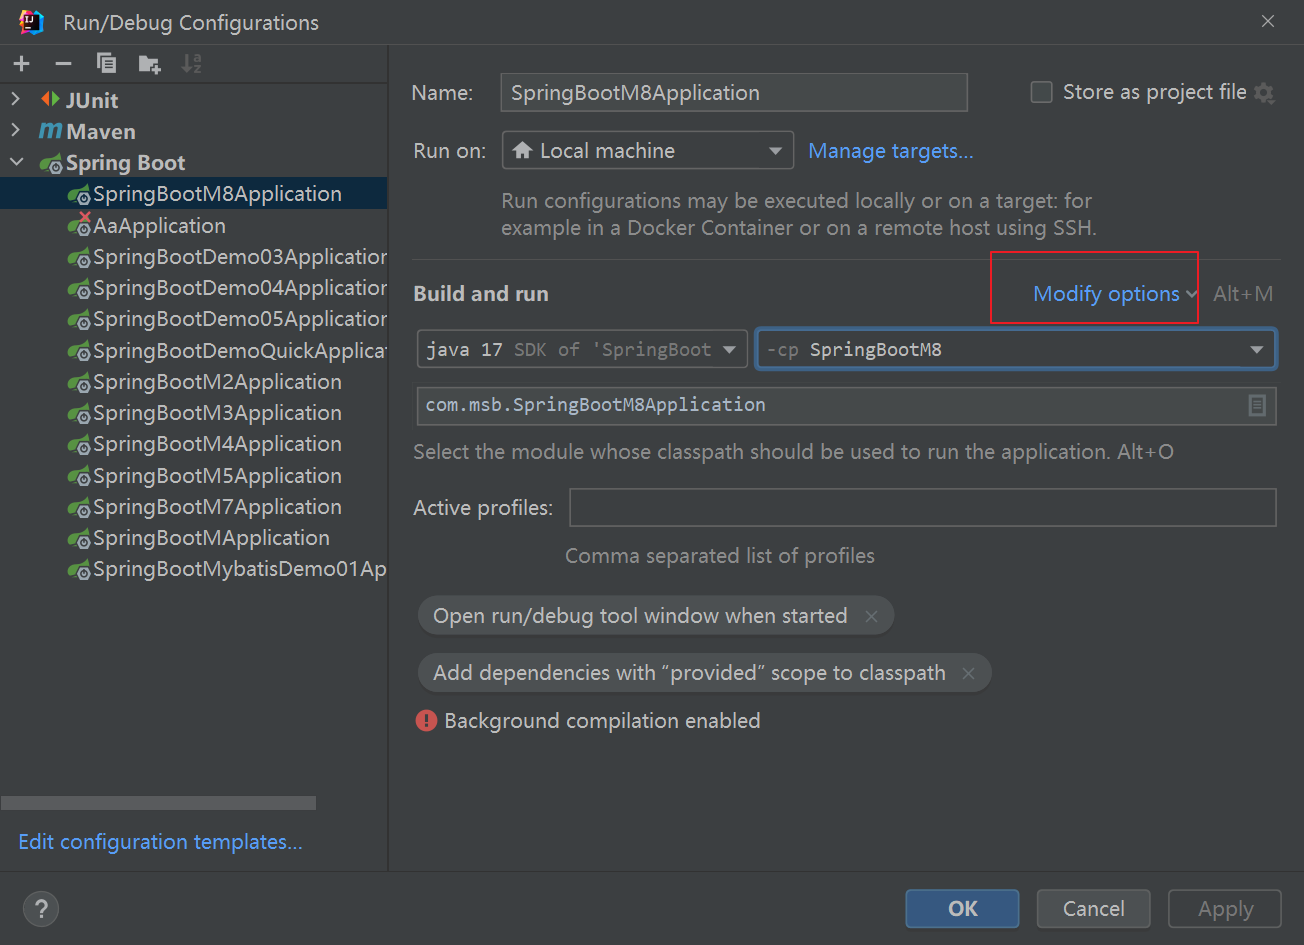 Run/Debug Configurations
JUnit
Maven
Spring Boot
SpringBootM8Application
AaApplication
SpringBootDemo03Application
SpringBootDemo04Application
SpringBootDemo05Application
SpringBootDemoQuickApplicat
SpringBootM2Application
SpringBootM3Application
SpringBootM4Application
SpringBootM5Application
SpringBootM7Application
SpringBootMApplication
SpringBootMybatisDemo01Ap
Edit configuration templates...
Name: SpringBootM8Application Store as project file
Run on: Local machine Manage targets...
Run configurations may be executed locally or on a target: for
example in a Docker Container or on a remote host using SSH.
Build and run Modify options Alt+M
java 17 SDK of 'SpringBoot -cp SpringBootM8
com.msb.SpringBootM8Application
Select the module whose classpath should be used to run the application. Alt+O
Active profiles:
Comma separated list of profiles
Open run/debug tool window when started
Add dependencies with “provided” scope to classpath
Background compilation enabled
? OK Cancel Apply